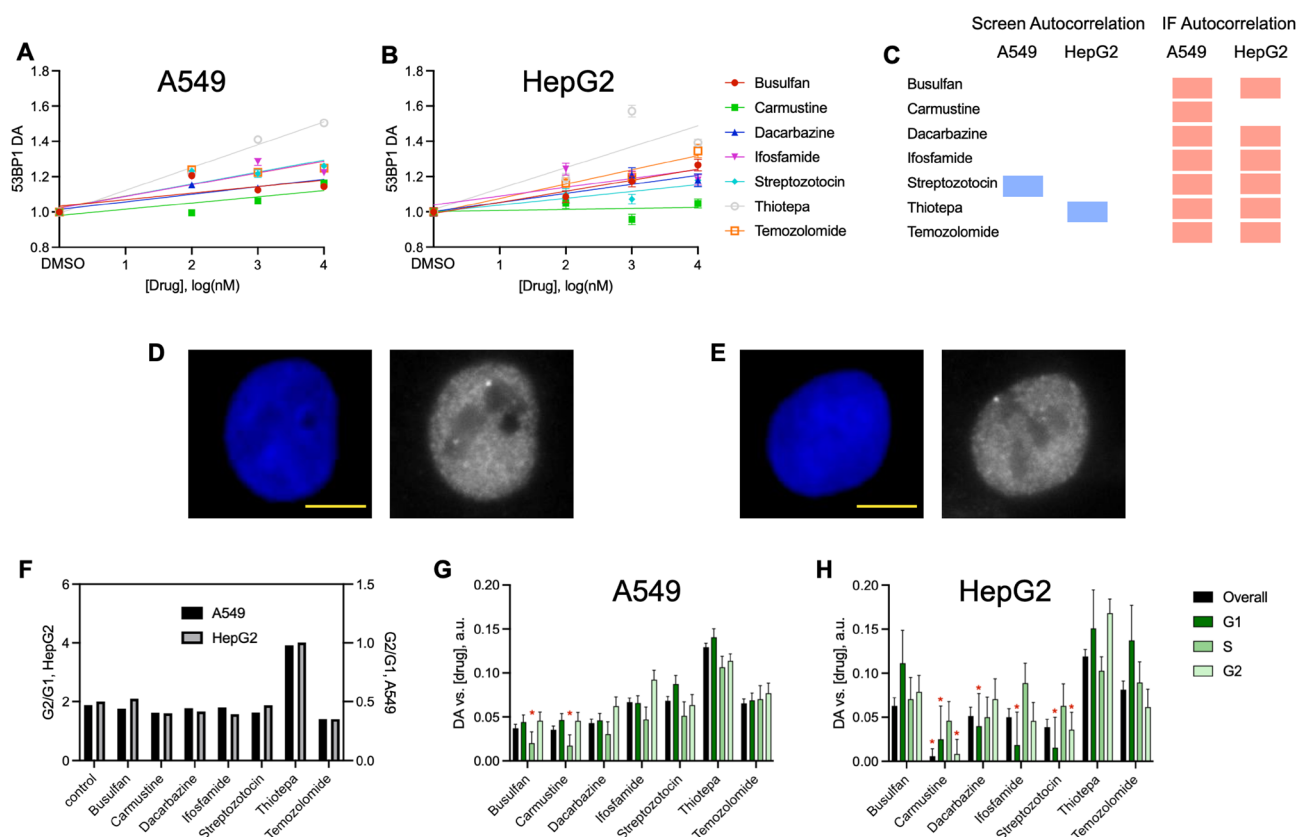 Screen Autocorrelation IF Autocorrelation
A549 HepG2 A549 HepG2
A
A549
1.8
1.6
1.4
1.2
1.0
0.8
53BP1 DA
DMSO 1 2 3 4
[Drug], log(nM)
B
HepG2
1.8
1.6
1.4
1.2
1.0
0.8
53BP1 DA
DMSO 1 2 3 4
[Drug], log(nM)
Busulfan
Carmustine
Dacarbazine
Ifosfamide
Streptozotocin
Thiotepa
Temozolomide
C
Busulfan
Carmustine
Dacarbazine
Ifosfamide
Streptozotocin
Thiotepa
Temozolomide
D
E
F
6
4
2
0
G2/G1, HepG2
A549
HepG2
1.5
1.0
0.5
0.0
G2/G1, A549
control
Busulfan
Carmustine
Dacarbazine
Ifosfamide
Streptozotocin
Thiotepa
Temozolomide
G
A549
0.20
0.15
0.10
0.05
0.00
DA vs. [drug], a.u.
* *
Busulfan
Carmustine
Dacarbazine
Ifosfamide
Streptozotocin
Thiotepa
Temozolomide
H
HepG2
0.20
0.15
0.10
0.05
0.00
DA vs. [drug], a.u.
* * * * * * *
Busulfan
Carmustine
Dacarbazine
Ifosfamide
Streptozotocin
Thiotepa
Temozolomide
Overall
G1
S
G2